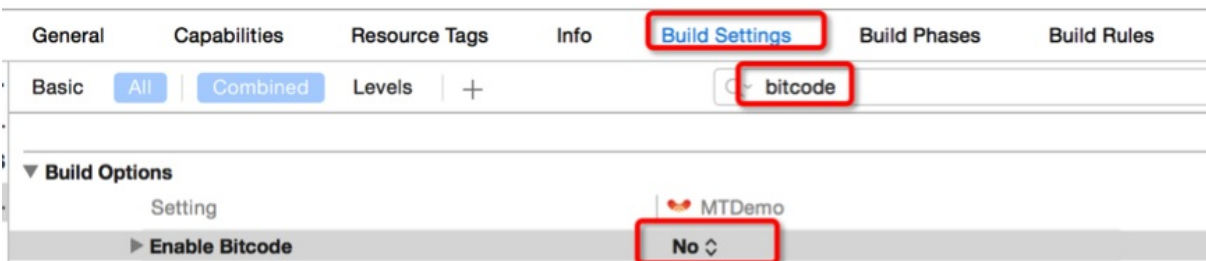 General Capabilities Resource Tags Info Build Settings Build Phases Build Rules
Basic All Combined Levels + bitcode
Build Options
Setting MTDemo
Enable Bitcode No